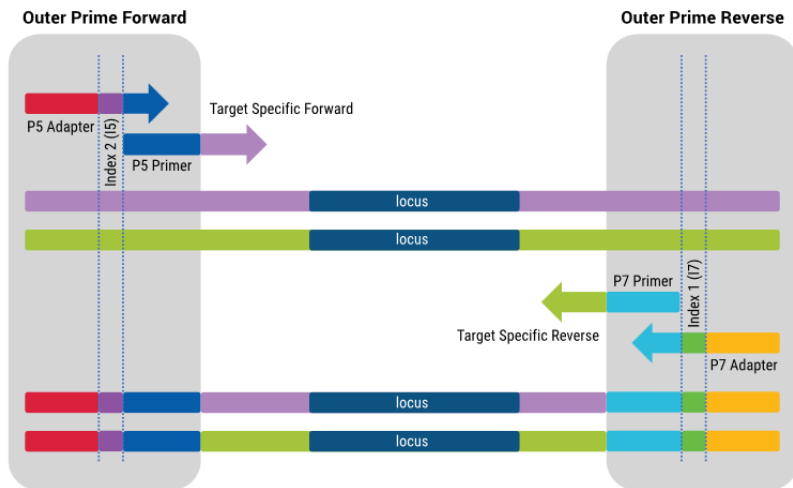 Outer Prime Forward
Outer Prime Reverse
P5 Adapter
Index 2 (I5)
Target Specific Forward
P5 Primer
locus
locus
P7 Primer
Index 1 (I7)
Target Specific Reverse
P7 Adapter
locus
locus